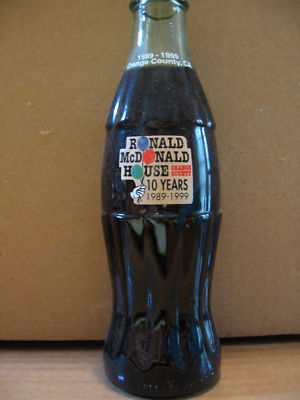 1989 - 1999
Orange County, CA
RONALD
McDONALD
HOUSE ORANGE COUNTY
10 YEARS
1989-1999